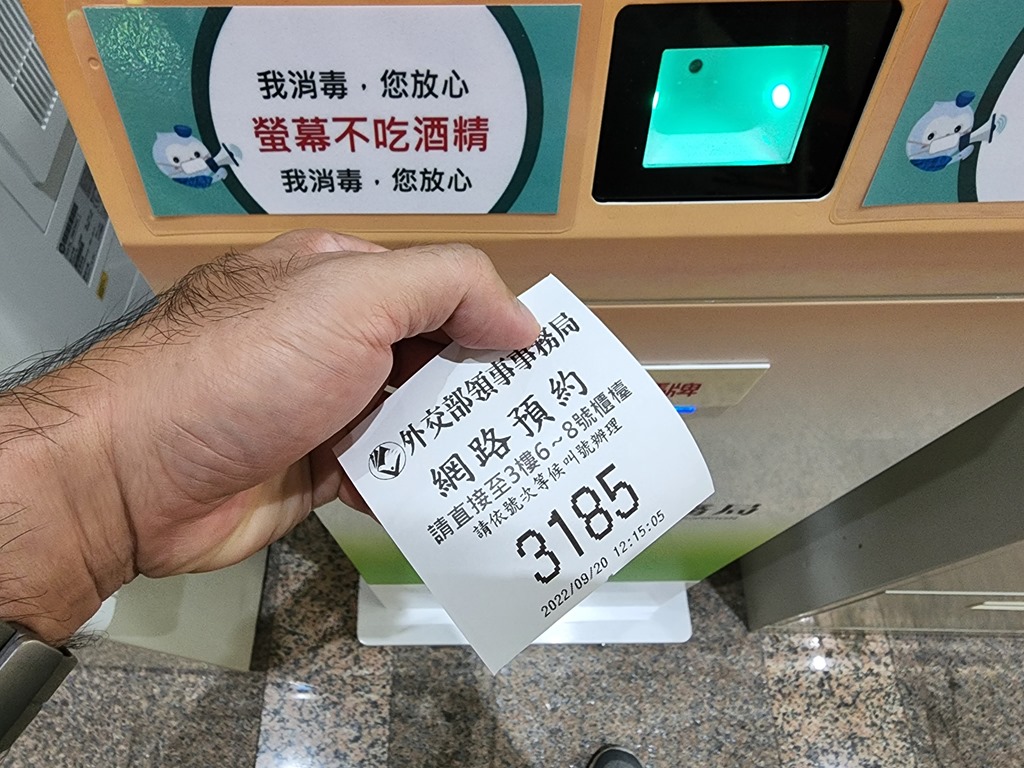 我消毒，您放心
螢幕不吃酒精
我消毒，您放心
外交部領事事務局
網路預約
請直接至3樓6~8號櫃檯
請依號次等候叫號辦理
3185
2022/09/20 12:15:05
牌